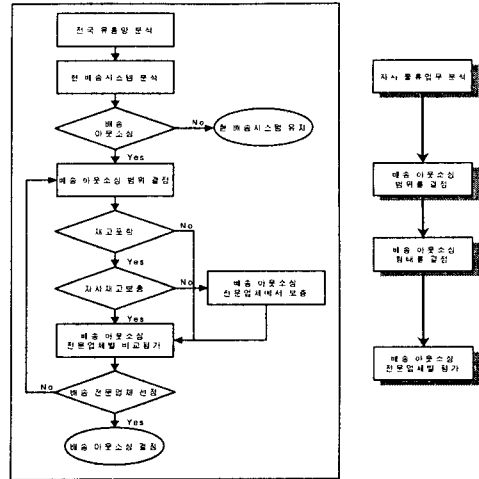 전국 유통망 분석
현 배송시스템 분석
배송
아웃소싱
No
현 배송시스템 유지
Yes
배송 아웃소싱 범위 결정
재고포함
No
Yes
자사재고보충
No
배송 아웃소싱
전문업체에서 보충
Yes
배송 아웃소싱
전문업체별 비교평가
No
배송 전문업체 선정
Yes
배송 아웃소싱 결정
자사 물류업무 분석
배송 아웃소싱
범위를 결정
배송 아웃소싱
형태를 결정
배송 아웃소싱
전문업체별 평가